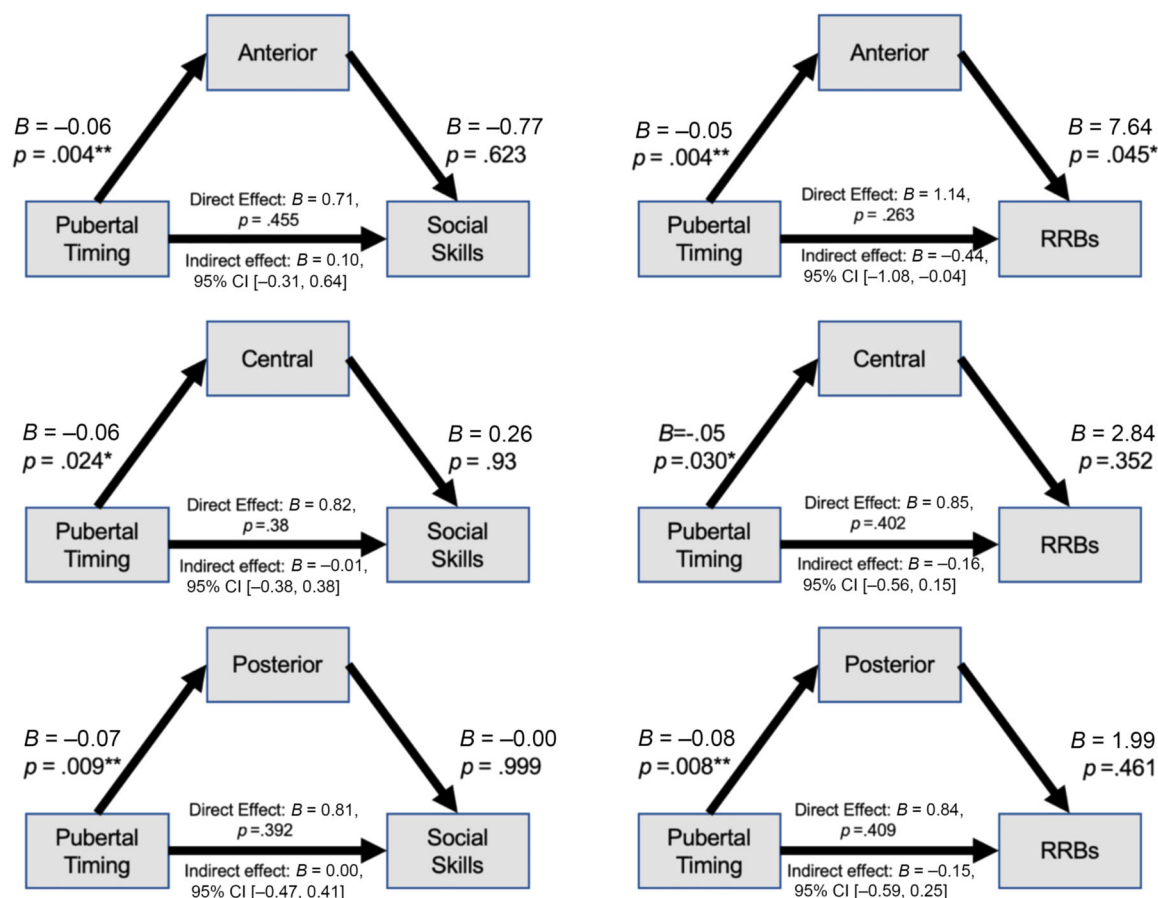 Anterior
B = –0.06
p = .004**
B = –0.77
p = .623
Pubertal
Timing
Direct Effect: B = 0.71,
p = .455
Indirect effect: B = 0.10,
95% CI [–0.31, 0.64]
Social
Skills
Anterior
B = –0.05
p = .004**
B = 7.64
p = .045*
Pubertal
Timing
Direct Effect: B = 1.14,
p = .263
Indirect effect: B = –0.44,
95% CI [–1.08, –0.04]
RRBs
Central
B = –0.06
p = .024*
B = 0.26
p = .93
Pubertal
Timing
Direct Effect: B = 0.82,
p=.38
Indirect effect: B = –0.01,
95% CI [–0.38, 0.38]
Social
Skills
Central
B=-.05
p=.030*
B = 2.84
p=.352
Pubertal
Timing
Direct Effect: B = 0.85,
p=.402
Indirect effect: B = –0.16,
95% CI [–0.56, 0.15]
RRBs
Posterior
B = –0.07
p = .009**
B = –0.00
p = .999
Pubertal
Timing
Direct Effect: B = 0.81,
p=.392
Indirect effect: B = 0.00,
95% CI [–0.47, 0.41]
Social
Skills
Posterior
B = –0.08
p=.008**
B = 1.99
p=.461
Pubertal
Timing
Direct Effect: B = 0.84,
p=.409
Indirect effect: B = –0.15,
95% CI [–0.59, 0.25]
RRBs